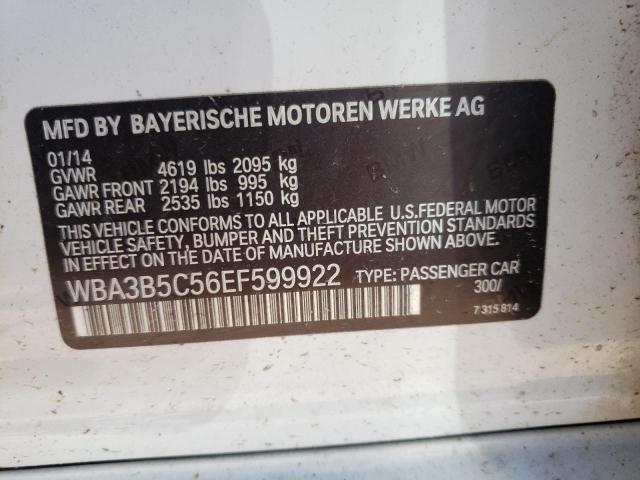 MFD BY BAYERISCHE MOTOREN WERKE AG
01/14
GVWR 4619 lbs 2095 kg
GAWR FRONT 2194 lbs 995 kg
GAWR REAR 2535 lbs 1150 kg
THIS VEHICLE CONFORMS TO ALL APPLICABLE U.S.FEDERAL MOTOR
VEHICLE SAFETY, BUMPER AND THEFT PREVENTION STANDARDS
IN EFFECT ON THE DATE OF MANUFACTURE SHOWN ABOVE.
WBA3B5C56EF599922 TYPE: PASSENGER CAR
300/
7 315 814